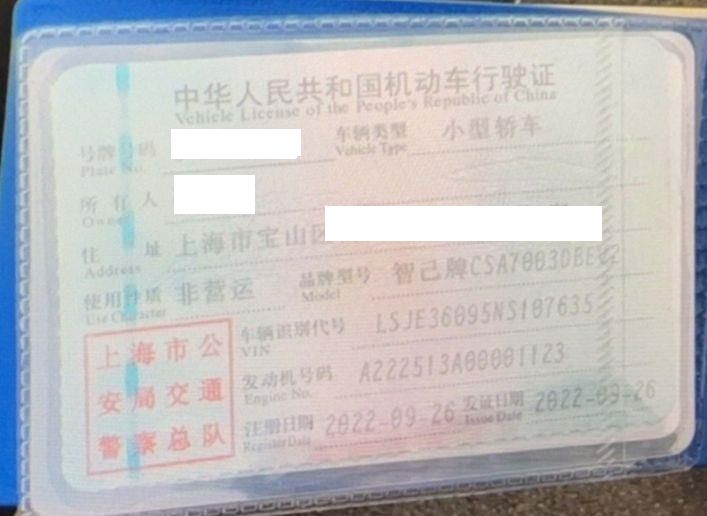 中华人民共和国机动车行驶证
Vehicle License of the People's Republic of China
号牌号码 车辆类型 小型轿车
Plate No. Vehicle Type
所有人
Owner
住址 上海市宝山区
Address
使用性质 非营运 品牌型号 智己牌CSA7003DBEV2
Use Character Model
车辆识别代号 LSJE36095NS107635
VIN
上海市公安局交通警察总队
发动机号码 A222513A00001123
Engine No.
注册日期 2022-09-26 发证日期 2022-09-26
Register Date Issue Date